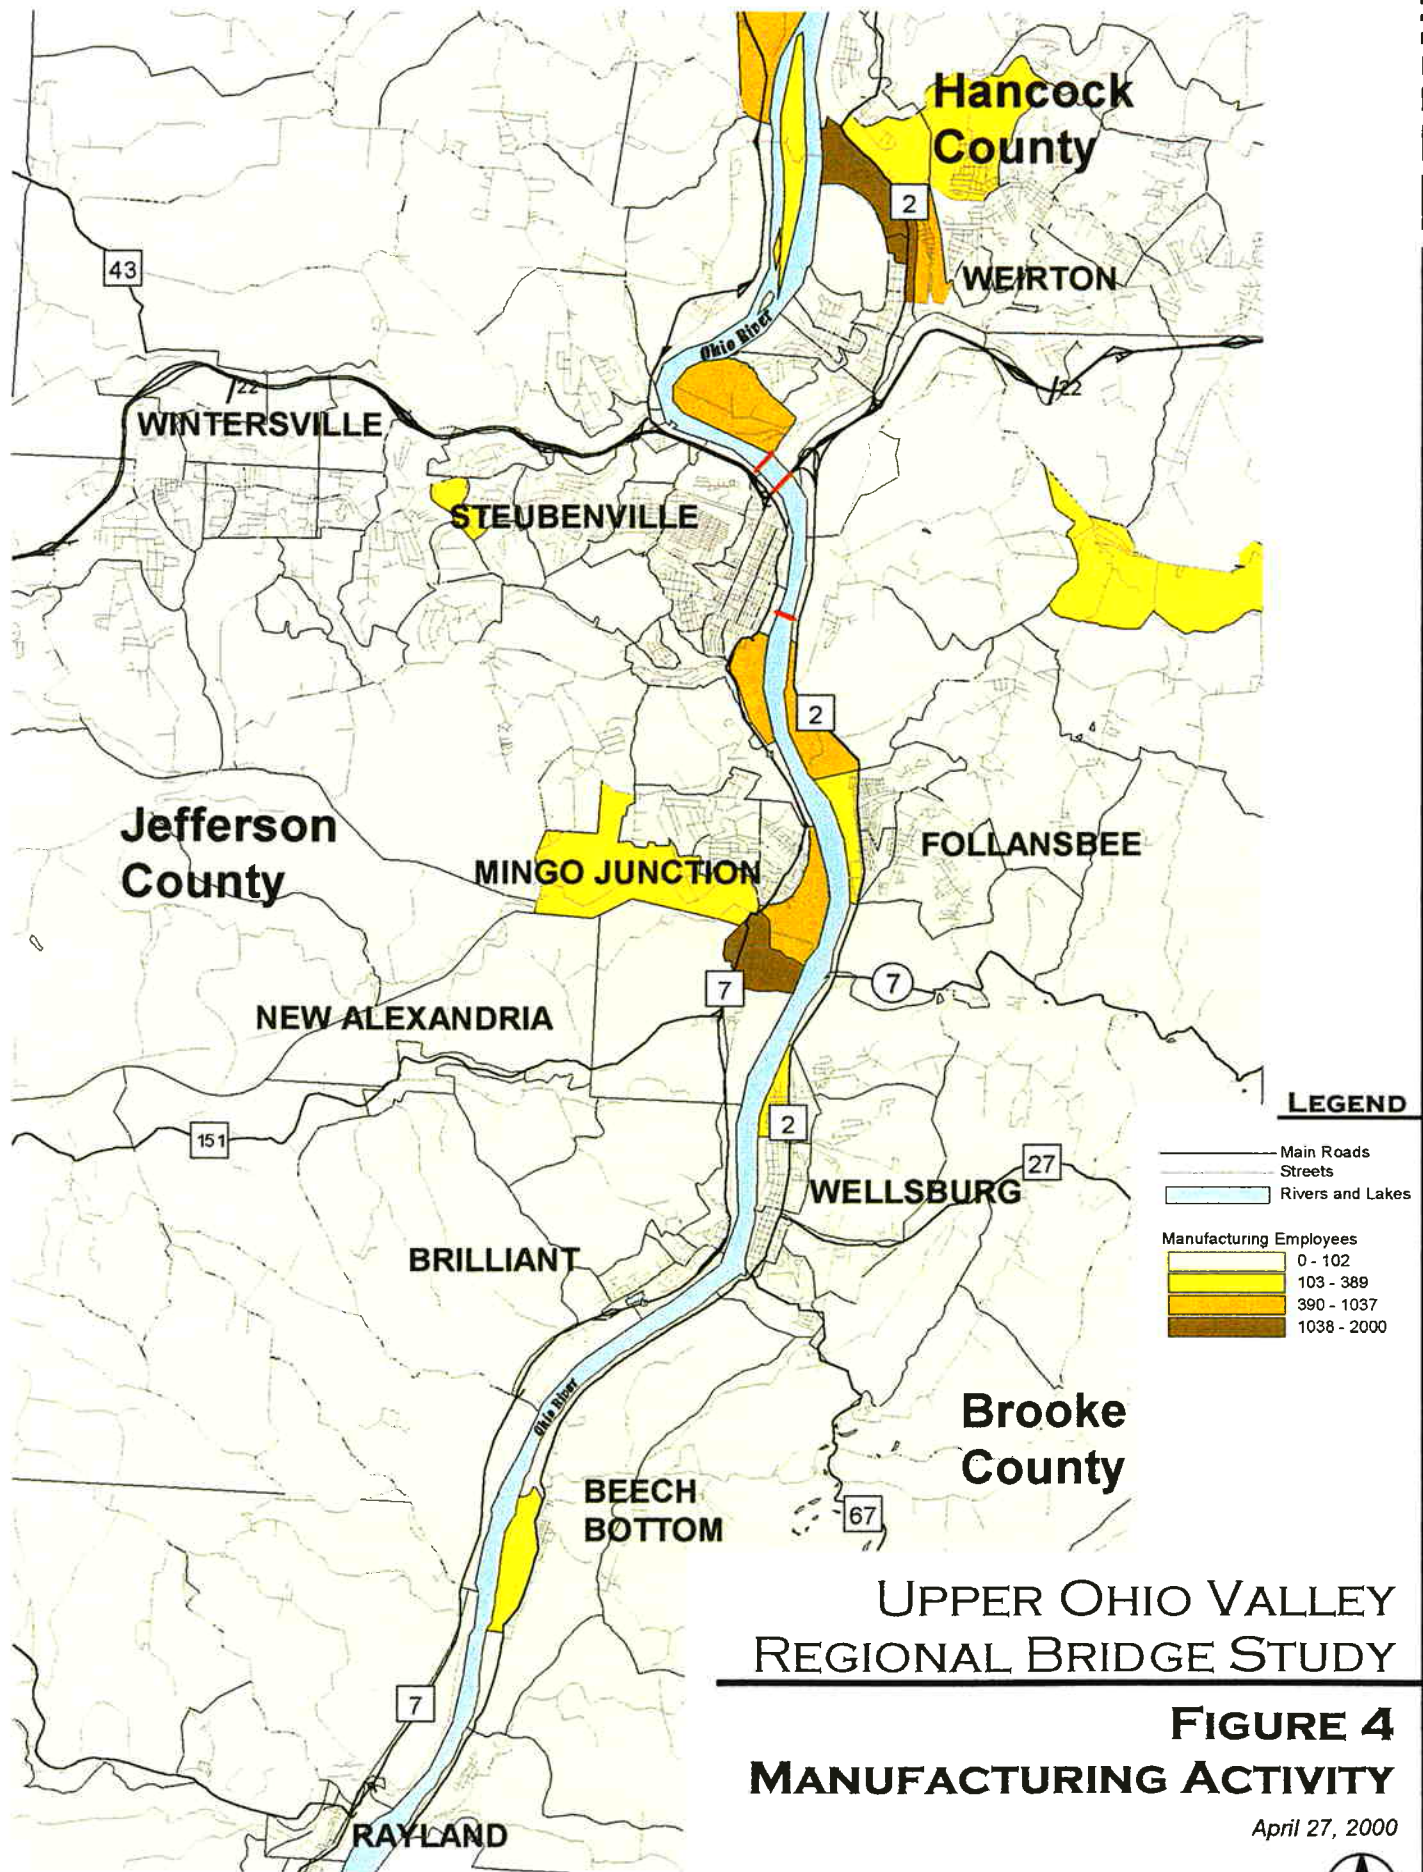 Hancock
County
2
WEIRTON
43
Ohio River
22
22
WINTERSVILLE
STEUBENVILLE
2
Jefferson
County
FOLLANSBEE
MINGO JUNCTION
7
7
NEW ALEXANDRIA
2
151
27
WELLSBURG
BRILLIANT
Ohio River
Brooke
County
BEECH
BOTTOM
67
7
RAYLAND
LEGEND
Main Roads
Streets
Rivers and Lakes
Manufacturing Employees
0 - 102
103 - 389
390 - 1037
1038 - 2000
UPPER OHIO VALLEY
REGIONAL BRIDGE STUDY
FIGURE 4
MANUFACTURING ACTIVITY
April 27, 2000